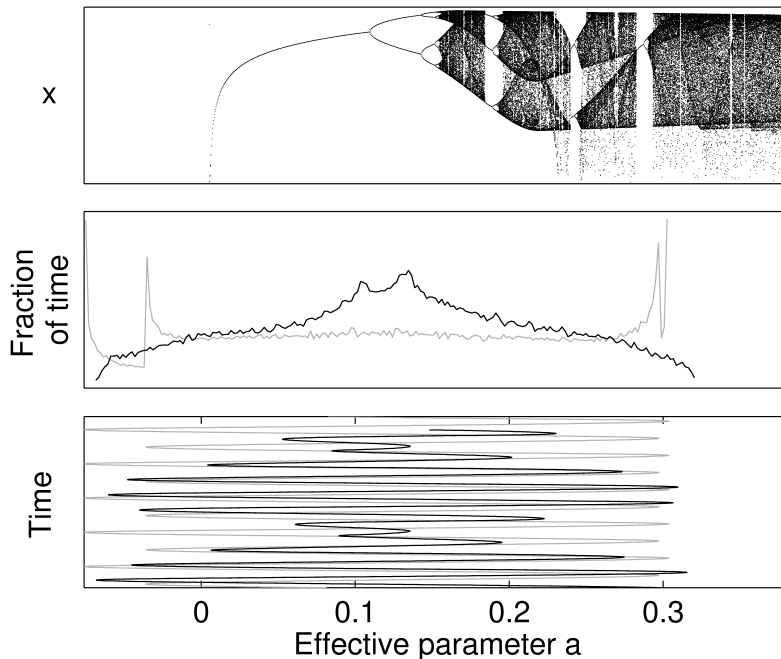 x
Fraction
of time
Time
0 0.1 0.2 0.3
Effective parameter a